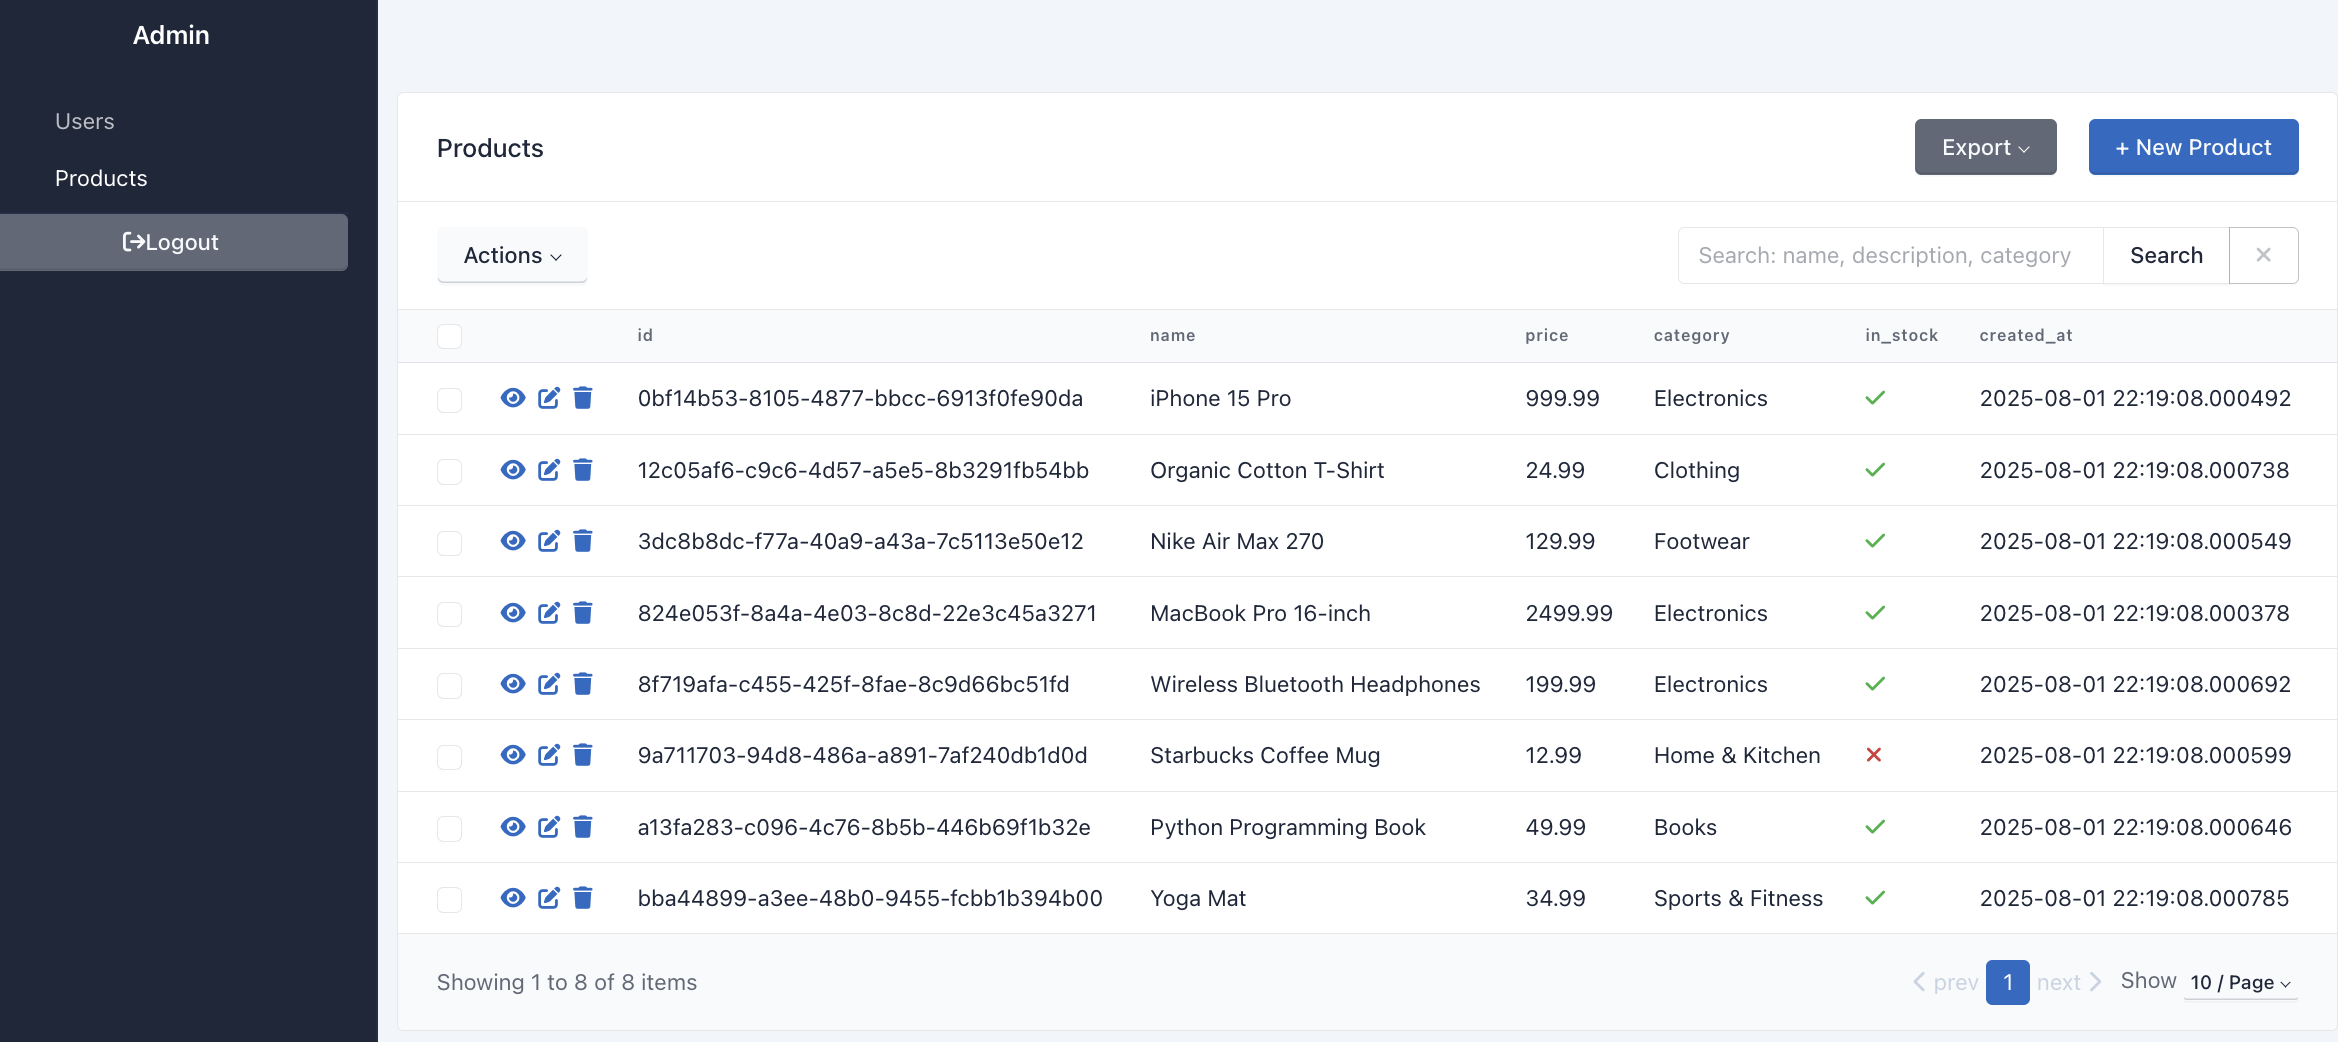 Admin
Users
Products
Logout
Products
Export
+ New Product
Actions
Search: name, description, category Search
id name price category in_stock created_at
0bf14b53-8105-4877-bbcc-6913f0fe90da iPhone 15 Pro 999.99 Electronics 2025-08-01 22:19:08.000492
12c05af6-c9c6-4d57-a5e5-8b3291fb54bb Organic Cotton T-Shirt 24.99 Clothing 2025-08-01 22:19:08.000738
3dc8b8dc-f77a-40a9-a43a-7c5113e50e12 Nike Air Max 270 129.99 Footwear 2025-08-01 22:19:08.000549
824e053f-8a4a-4e03-8c8d-22e3c45a3271 MacBook Pro 16-inch 2499.99 Electronics 2025-08-01 22:19:08.000378
8f719afa-c455-425f-8fae-8c9d66bc51fd Wireless Bluetooth Headphones 199.99 Electronics 2025-08-01 22:19:08.000692
9a711703-94d8-486a-a891-7af240db1d0d Starbucks Coffee Mug 12.99 Home & Kitchen 2025-08-01 22:19:08.000599
a13fa283-c096-4c76-8b5b-446b69f1b32e Python Programming Book 49.99 Books 2025-08-01 22:19:08.000646
bba44899-a3ee-48b0-9455-fcbb1b394b00 Yoga Mat 34.99 Sports & Fitness 2025-08-01 22:19:08.000785
Showing 1 to 8 of 8 items prev 1 next Show 10 / Page